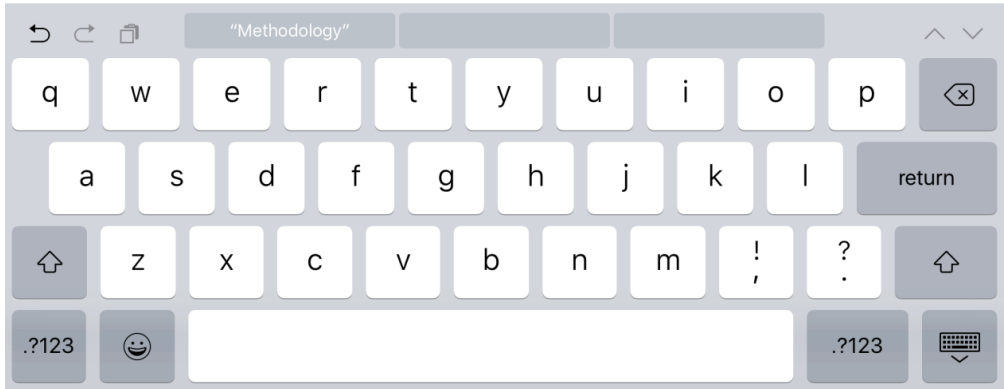 “Methodology”
q w e r t y u i o p
a s d f g h j k l return
z x c v b n m ! , ? .
.?123 .?123